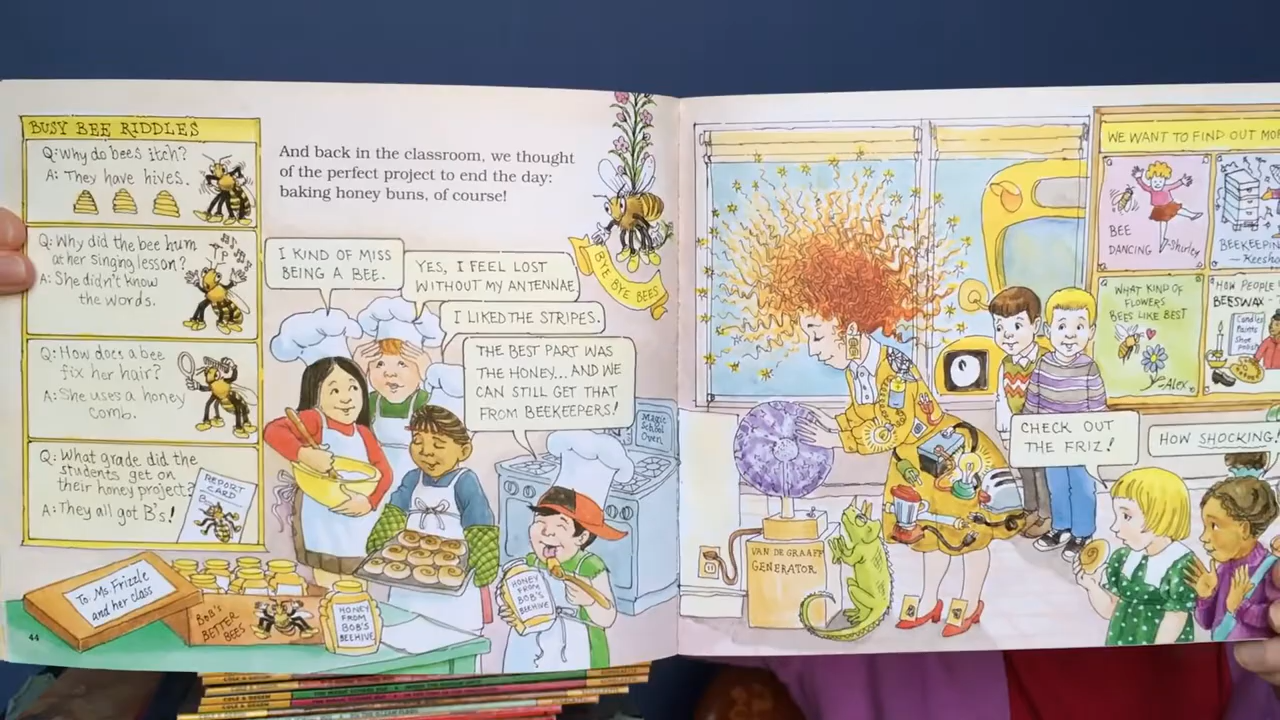 BUSY BEE RIDDLES
Q: Why do bees itch?
A: They have hives.
Q: Why did the bee hum
at her singing lesson?
A: She didn't know
the words.
Q: How does a bee
fix her hair?
A: She uses a honey
comb.
Q: What grade did the
students get on
their honey project?
A: They all got B's!
REPORT
CARD
And back in the classroom, we thought
of the perfect project to end the day:
baking honey buns, of course!
I KIND OF MISS
BEING A BEE.
YES, I FEEL LOST
WITHOUT MY ANTENNAE
I LIKED THE STRIPES.
THE BEST PART WAS
THE HONEY... AND WE
CAN STILL GET THAT
FROM BEEKEEPERS!
BYE BYE BEES
Magic
School
Oven
To Ms. Frizzle
and her class
BOB'S
BETTER
BEES
HONEY
FROM
BOB'S
BEEHIVE
HONEY
FROM
BOB'S
BEEHIVE
44
WE WANT TO FIND OUT MO
BEE
DANCING
-Shirley
BEEKEEPIN
WHAT KIND OF
FLOWERS
BEES LIKE BEST
-Alex
HOW PEOPLE
BEESWAX-
Candles
Paints
Shoe
CHECK OUT
THE FRIZ!
HOW SHOCKING
VAN DE GRAAFF
GENERATOR